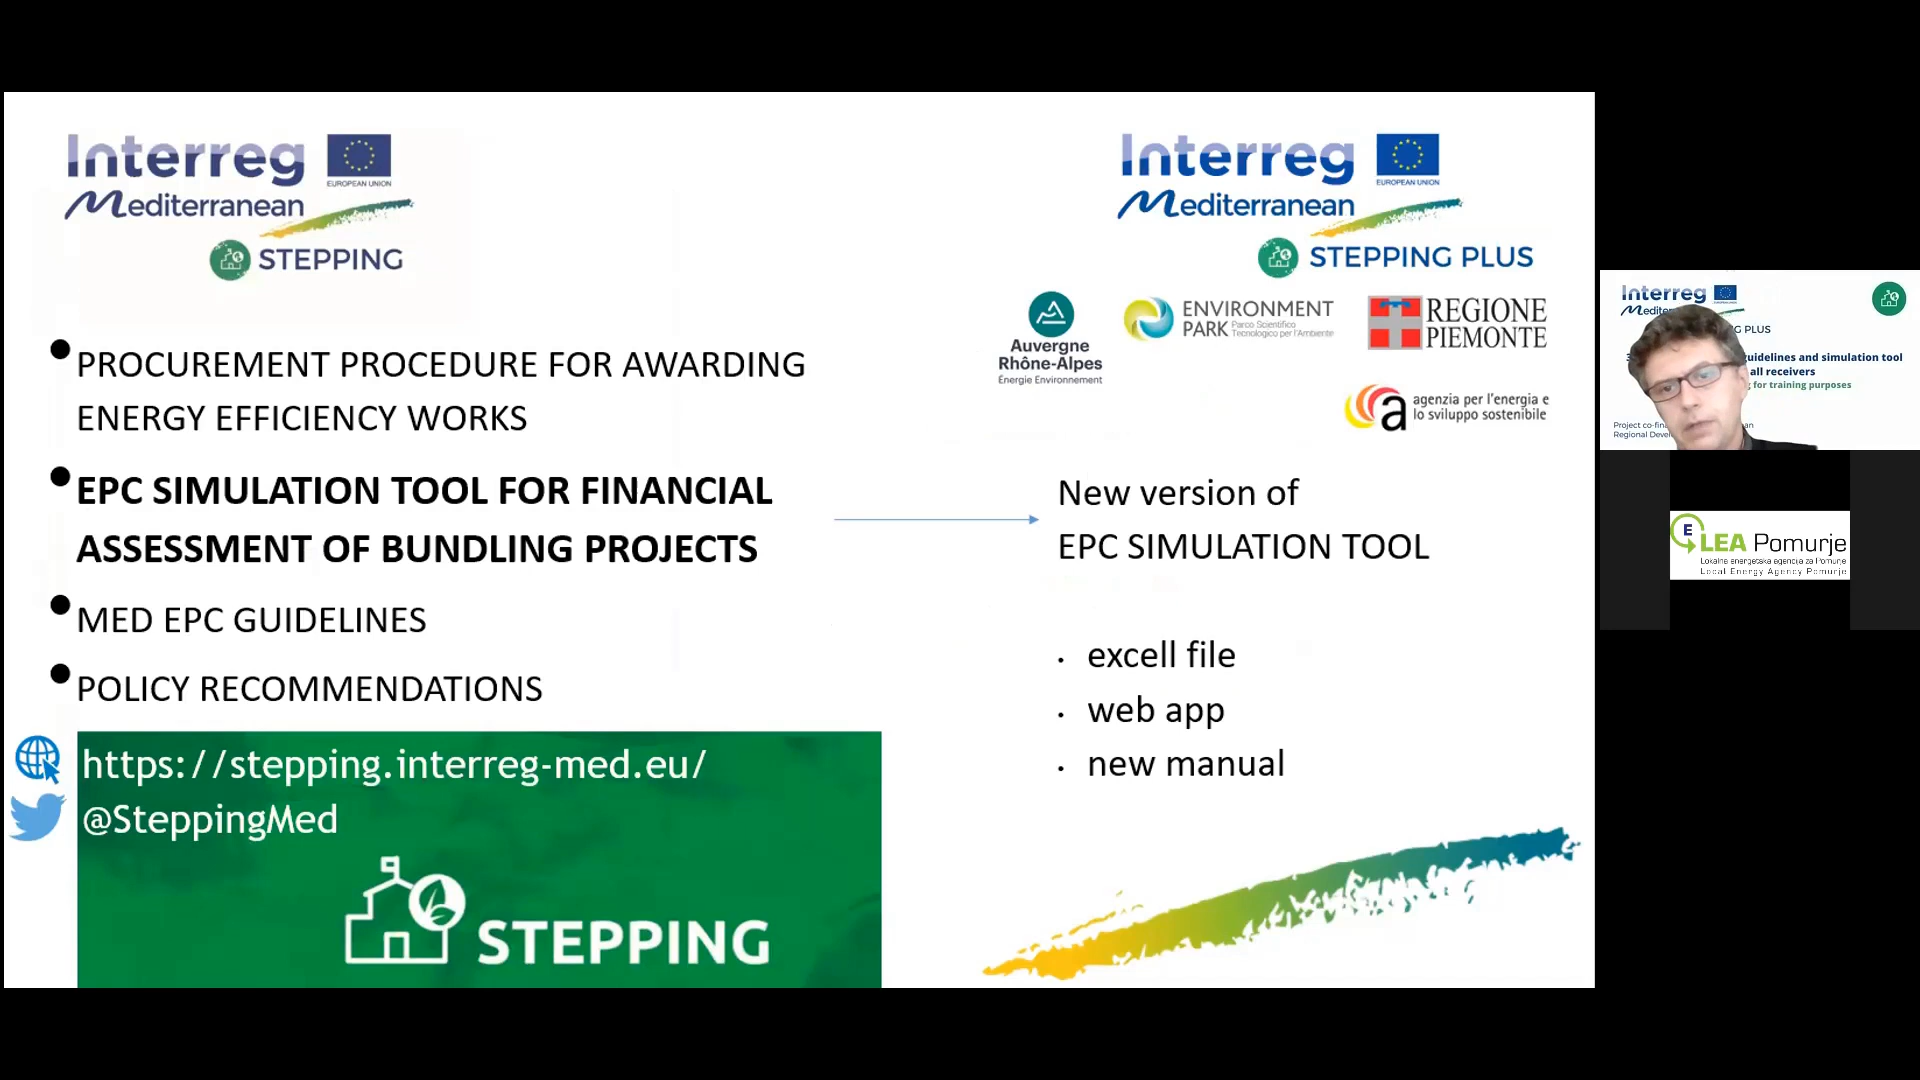 Interreg
EUROPEAN UNION
Mediterranean
STEPPING
PROCUREMENT PROCEDURE FOR AWARDING
ENERGY EFFICIENCY WORKS
EPC SIMULATION TOOL FOR FINANCIAL
ASSESSMENT OF BUNDLING PROJECTS
MED EPC GUIDELINES
POLICY RECOMMENDATIONS
https://stepping.interreg-med.eu/
@SteppingMed
STEPPING
Interreg
EUROPEAN UNION
Mediterranean
STEPPING PLUS
Auvergne
Rhône-Alpes
Énergie Environnement
ENVIRONMENT
PARK Parco Scientifico
Tecnologico per l'Ambiente
REGIONE
PIEMONTE
a agenzia per l'energia e
lo sviluppo sostenibile
New version of
EPC SIMULATION TOOL
excell file
web app
new manual
Interreg
PLUS
guidelines and simulation tool
all receivers
for training purposes
Project
Regional
E
LEA Pomurje
Lokalna energetska agencija za Pomurje
Local Energy Agency Pomurje